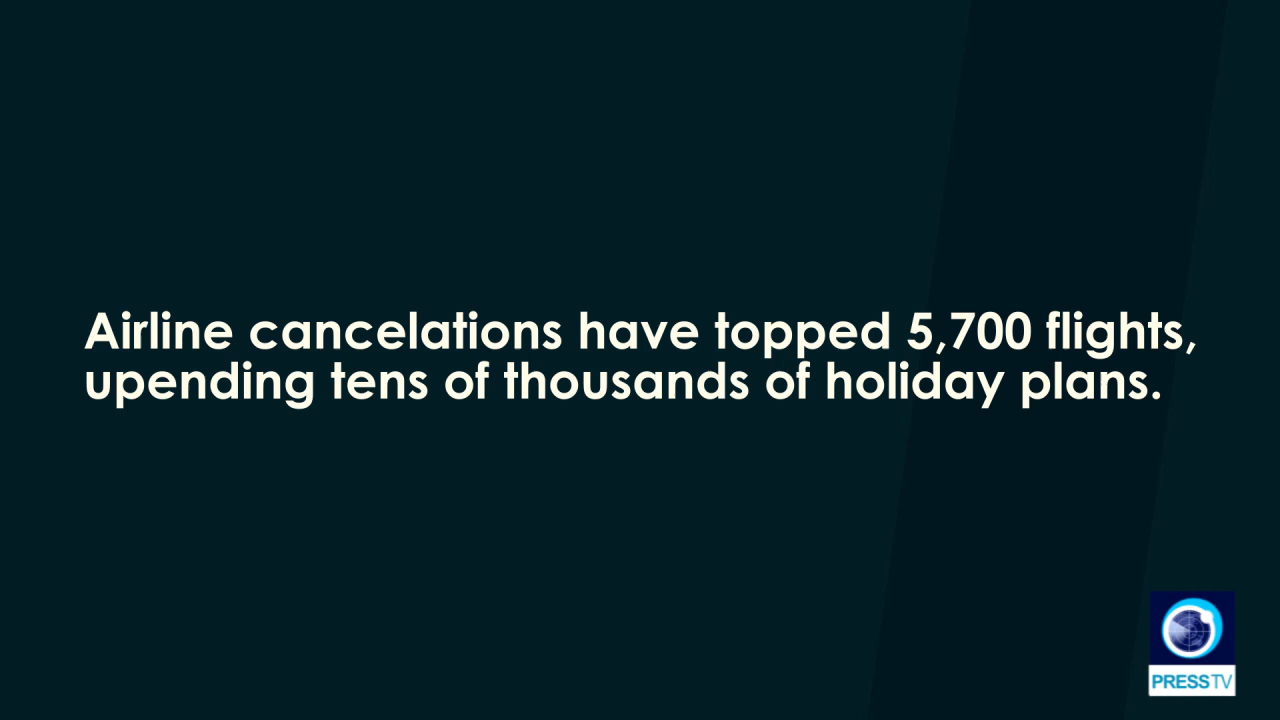 Airline cancelations have topped 5,700 flights,
upending tens of thousands of holiday plans.
PRESSTV